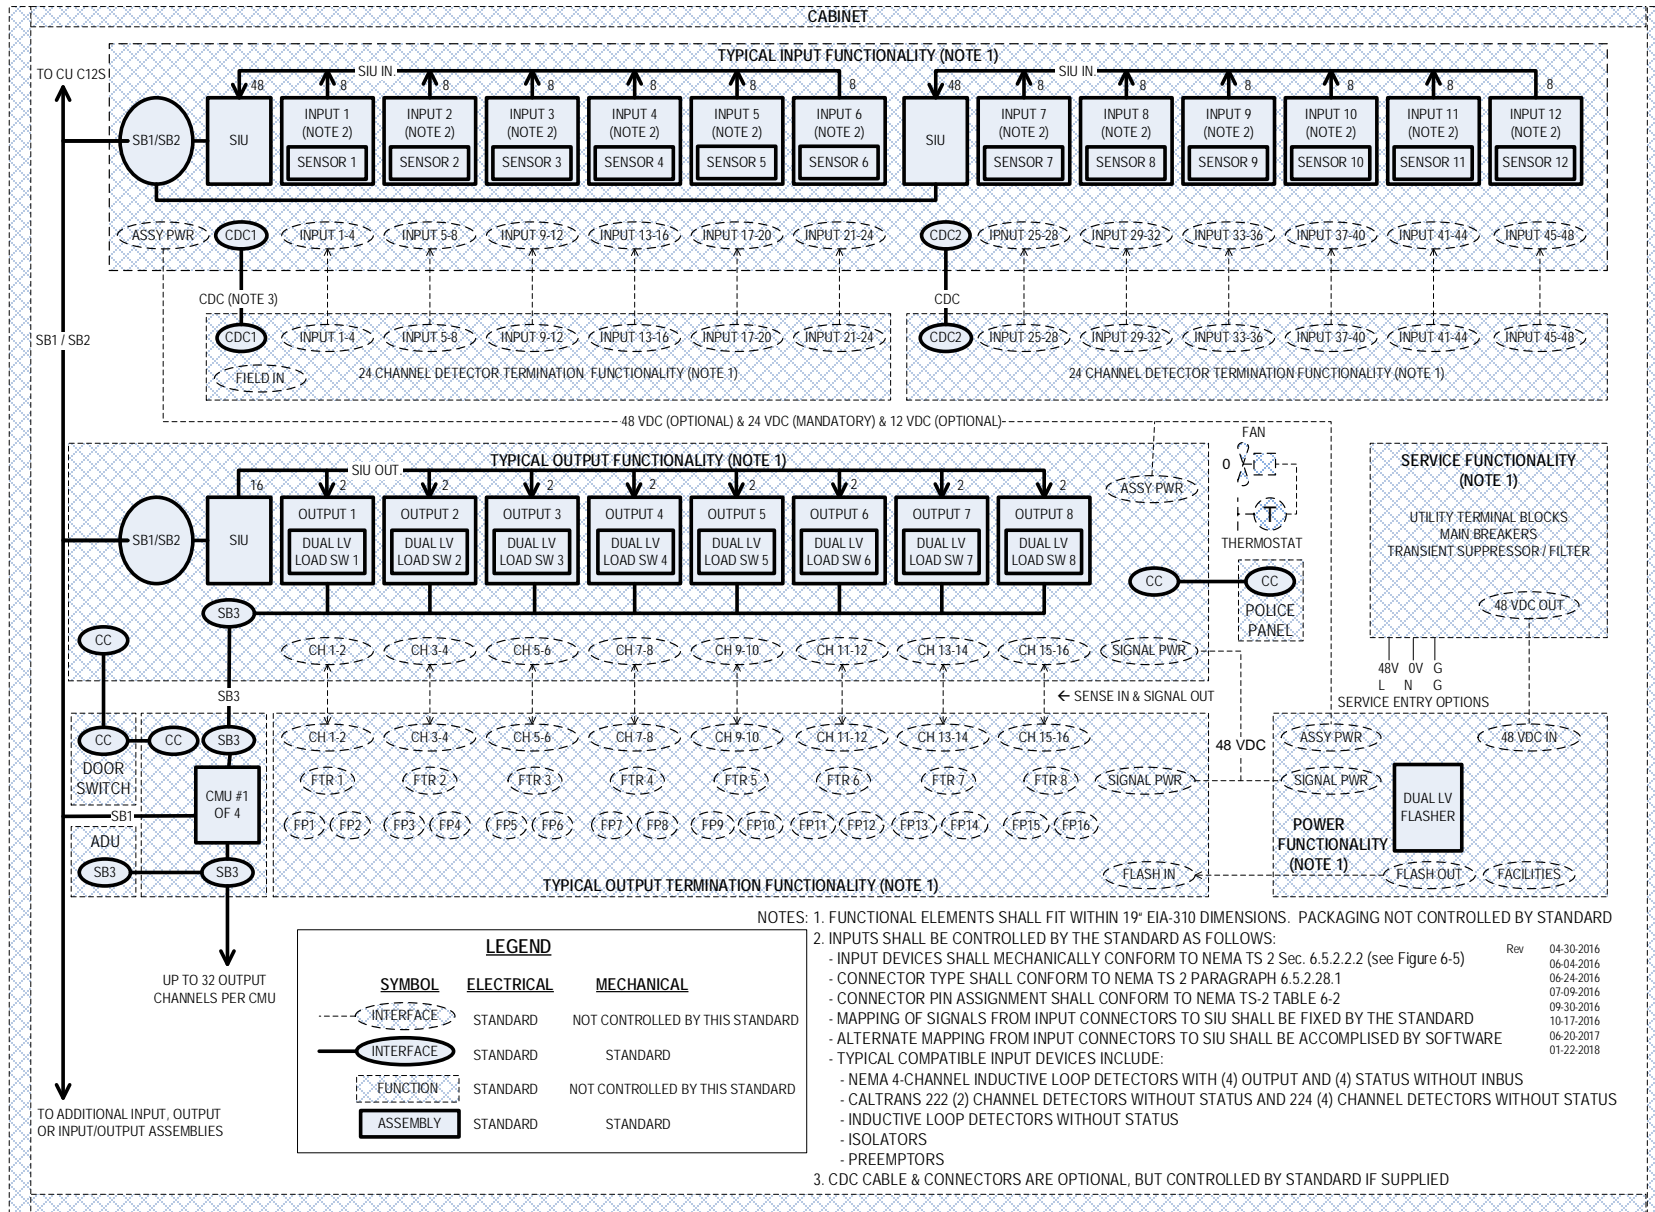 CABINET
TYPICAL INPUT FUNCTIONALITY (NOTE 1)
TO CU C12S
SIU IN
SIU IN
48 8 8 8 8 8 8 48 8 8 8 8 8 8
SB1/SB2
SIU
INPUT 1 (NOTE 2)
SENSOR 1
INPUT 2 (NOTE 2)
SENSOR 2
INPUT 3 (NOTE 2)
SENSOR 3
INPUT 4 (NOTE 2)
SENSOR 4
INPUT 5 (NOTE 2)
SENSOR 5
INPUT 6 (NOTE 2)
SENSOR 6
SIU
INPUT 7 (NOTE 2)
SENSOR 7
INPUT 8 (NOTE 2)
SENSOR 8
INPUT 9 (NOTE 2)
SENSOR 9
INPUT 10 (NOTE 2)
SENSOR 10
INPUT 11 (NOTE 2)
SENSOR 11
INPUT 12 (NOTE 2)
SENSOR 12
ASSY PWR CDC1 INPUT 1-4 INPUT 5-8 INPUT 9-12 INPUT 13-16 INPUT 17-20 INPUT 21-24 CDC2 IPNUT 25-28 INPUT 29-32 INPUT 33-36 INPUT 37-40 INPUT 41-44 INPUT 45-48
CDC (NOTE 3)
CDC
SB1 / SB2
CDC1 INPUT 1-4 INPUT 5-8 INPUT 9-12 INPUT 13-16 INPUT 17-20 INPUT 21-24 CDC2 INPUT 25-28 INPUT 29-32 INPUT 33-36 INPUT 37-40 INPUT 41-44 INPUT 45-48
FIELD IN
24 CHANNEL DETECTOR TERMINATION FUNCTIONALITY (NOTE 1)
24 CHANNEL DETECTOR TERMINATION FUNCTIONALITY (NOTE 1)
48 VDC (OPTIONAL) & 24 VDC (MANDATORY) & 12 VDC (OPTIONAL)
TYPICAL OUTPUT FUNCTIONALITY (NOTE 1)
SIU OUT
16 2 2 2 2 2 2 2 2
SB1/SB2
SIU
OUTPUT 1
DUAL LV
LOAD SW 1
OUTPUT 2
DUAL LV
LOAD SW 2
OUTPUT 3
DUAL LV
LOAD SW 3
OUTPUT 4
DUAL LV
LOAD SW 4
OUTPUT 5
DUAL LV
LOAD SW 5
OUTPUT 6
DUAL LV
LOAD SW 6
OUTPUT 7
DUAL LV
LOAD SW 7
OUTPUT 8
DUAL LV
LOAD SW 8
ASSY PWR
FAN
0
T
THERMOSTAT
CC
CC
POLICE
PANEL
SERVICE FUNCTIONALITY
(NOTE 1)
UTILITY TERMINAL BLOCKS
MAIN BREAKERS
TRANSIENT SUPPRESSOR / FILTER
48 VDC OUT
48V 0V G
L N G
SERVICE ENTRY OPTIONS
SB3
CC
CH 1-2 CH 3-4 CH 5-6 CH 7-8 CH 9-10 CH 11-12 CH 13-14 CH 15-16 SIGNAL PWR
SB3
← SENSE IN & SIGNAL OUT
CC
DOOR
SWITCH
CC
SB3
CH 1-2 CH 3-4 CH 5-6 CH 7-8 CH 9-10 CH 11-12 CH 13-14 CH 15-16
48 VDC
ASSY PWR
48 VDC IN
CMU #1
OF 4
FTR 1 FTR 2 FTR 3 FTR 4 FTR 5 FTR 6 FTR 7 FTR 8 SIGNAL PWR
SIGNAL PWR
DUAL LV
FLASHER
SB1
FP1 FP2 FP3 FP4 FP5 FP6 FP7 FP8 FP9 FP10 FP11 FP12 FP13 FP14 FP15 FP16
POWER
FUNCTIONALITY
(NOTE 1)
ADU
SB3
SB3
FLASH IN
FLASH OUT
FACILITIES
TYPICAL OUTPUT TERMINATION FUNCTIONALITY (NOTE 1)
UP TO 32 OUTPUT
CHANNELS PER CMU
TO ADDITIONAL INPUT, OUTPUT
OR INPUT/OUTPUT ASSEMBLIES
LEGEND
SYMBOL ELECTRICAL MECHANICAL
INTERFACE STANDARD NOT CONTROLLED BY THIS STANDARD
INTERFACE STANDARD STANDARD
FUNCTION STANDARD NOT CONTROLLED BY THIS STANDARD
ASSEMBLY STANDARD STANDARD
NOTES: 1. FUNCTIONAL ELEMENTS SHALL FIT WITHIN 19" EIA-310 DIMENSIONS. PACKAGING NOT CONTROLLED BY STANDARD
2. INPUTS SHALL BE CONTROLLED BY THE STANDARD AS FOLLOWS:
- INPUT DEVICES SHALL MECHANICALLY CONFORM TO NEMA TS 2 Sec. 6.5.2.2.2 (see Figure 6-5)
- CONNECTOR TYPE SHALL CONFORM TO NEMA TS 2 PARAGRAPH 6.5.2.28.1
- CONNECTOR PIN ASSIGNMENT SHALL CONFORM TO NEMA TS-2 TABLE 6-2
- MAPPING OF SIGNALS FROM INPUT CONNECTORS TO SIU SHALL BE FIXED BY THE STANDARD
- ALTERNATE MAPPING FROM INPUT CONNECTORS TO SIU SHALL BE ACCOMPLISED BY SOFTWARE
- TYPICAL COMPATIBLE INPUT DEVICES INCLUDE:
- NEMA 4-CHANNEL INDUCTIVE LOOP DETECTORS WITH (4) OUTPUT AND (4) STATUS WITHOUT INBUS
- CALTRANS 222 (2) CHANNEL DETECTORS WITHOUT STATUS AND 224 (4) CHANNEL DETECTORS WITHOUT STATUS
- INDUCTIVE LOOP DETECTORS WITHOUT STATUS
- ISOLATORS
- PREEMPTORS
3. CDC CABLE & CONNECTORS ARE OPTIONAL, BUT CONTROLLED BY STANDARD IF SUPPLIED
Rev 04-30-2016
06-04-2016
06-24-2016
07-09-2016
09-30-2016
10-17-2016
06-20-2017
01-22-2018